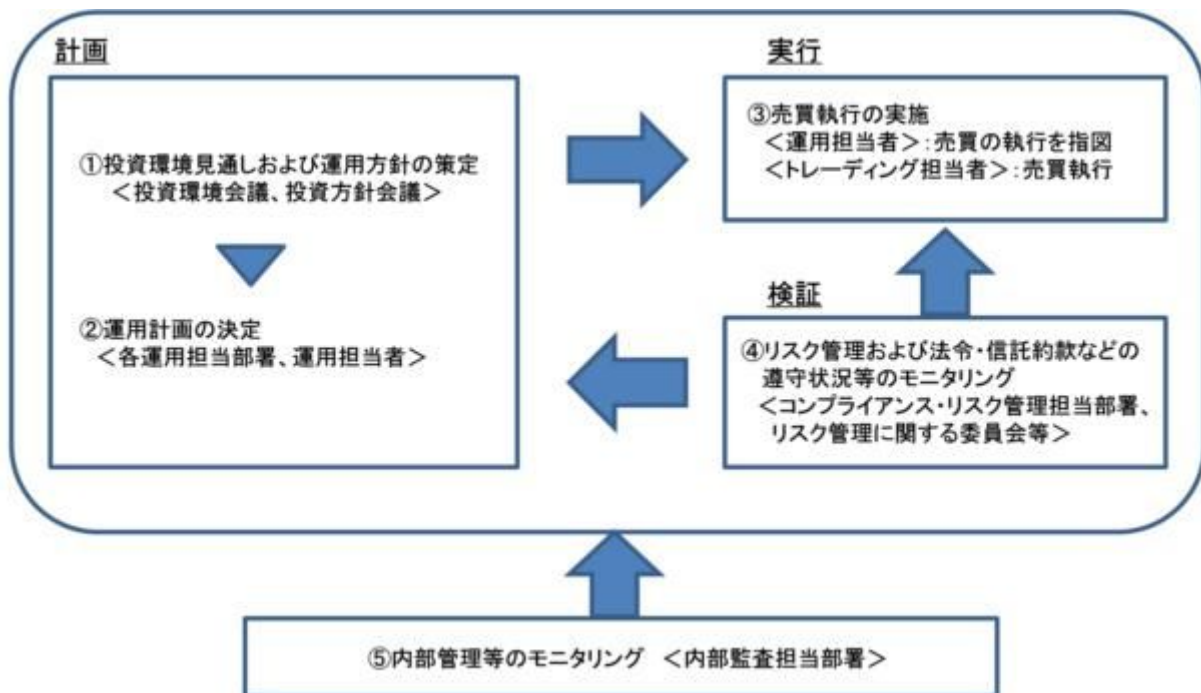 計画
①投資環境見通しおよび運用方針の策定
＜投資環境会議、投資方針会議＞
②運用計画の決定
＜各運用担当部署、運用担当者＞
実行
③売買執行の実施
＜運用担当者＞：売買の執行を指図
＜トレーディング担当者＞：売買執行
検証
④リスク管理および法令・信託約款などの
遵守状況等のモニタリング
＜コンプライアンス・リスク管理担当部署、
リスク管理に関する委員会等＞
⑤内部管理等のモニタリング ＜内部監査担当部署＞